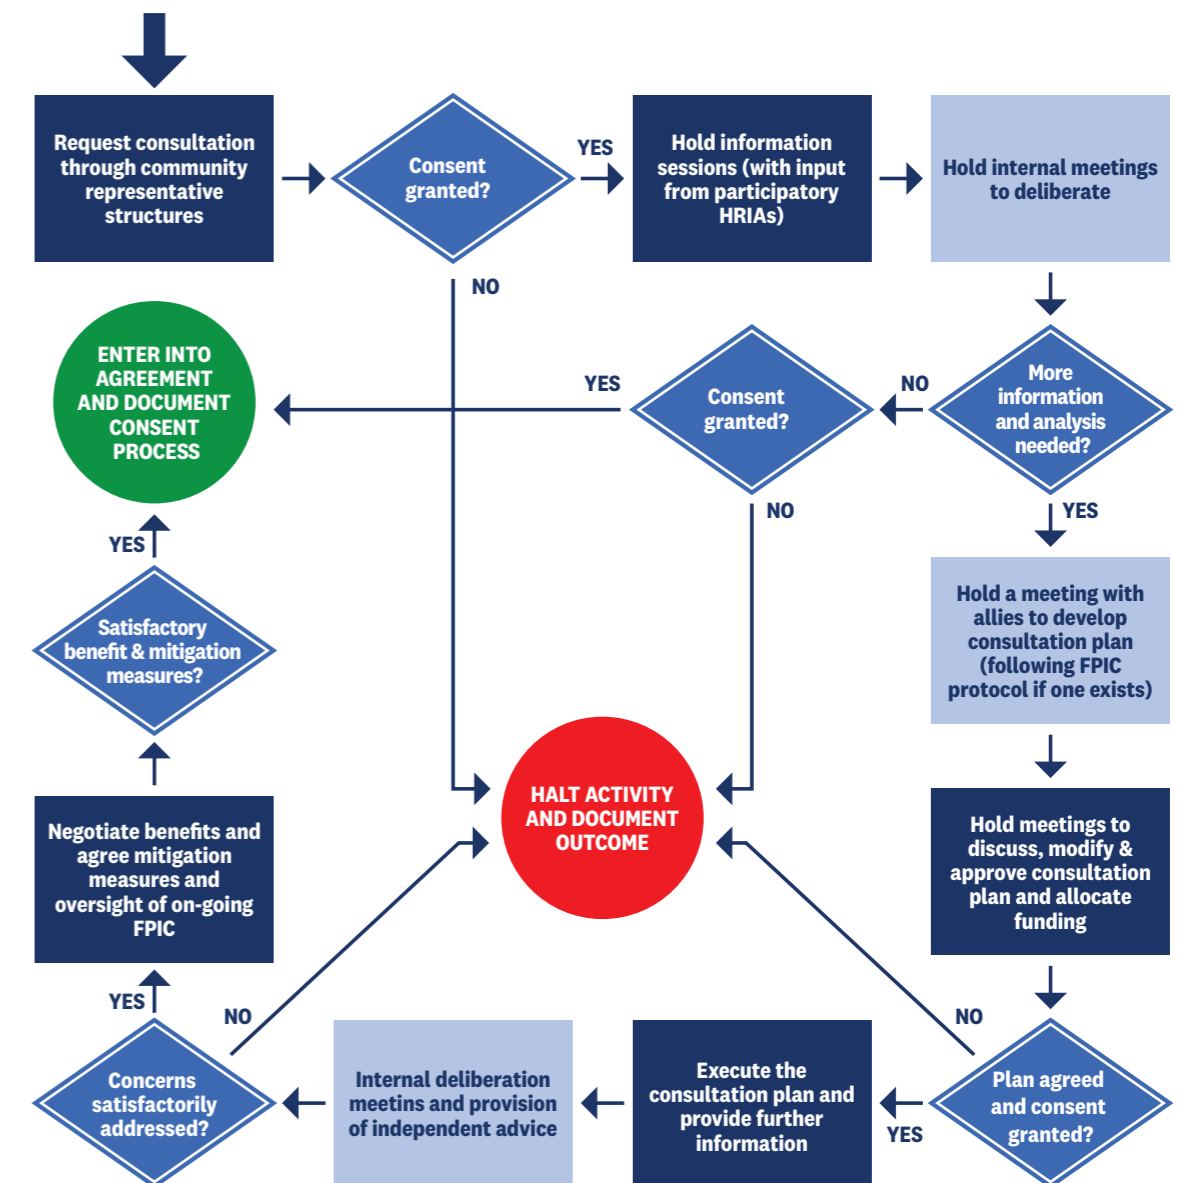 Request consultation
through community
representative
structures
Consent
granted?
YES
Hold information
sessions (with input
from participatory
HRIAs)
Hold internal meetings
to deliberate
NO
ENTER INTO
AGREEMENT
AND DOCUMENT
CONSENT
PROCESS
YES
Consent
granted?
NO
More
information
and analysis
needed?
NO
YES
YES
Hold a meeting with
allies to develop
consultation plan
(following FPIC
protocol if one exists)
Satisfactory
benefit & mitigation
measures?
HALT ACTIVITY
AND DOCUMENT
OUTCOME
Negotiate benefits and
agree mitigation
measures and
oversight of on-going
FPIC
Hold meetings to
discuss, modify &
approve consultation
plan and allocate
funding
YES
NO
NO
Concerns
satisfactorily
addressed?
Internal deliberation
meetins and provision
of independent advice
Execute the
consultation plan and
provide further
information
YES
Plan agreed
and consent
granted?